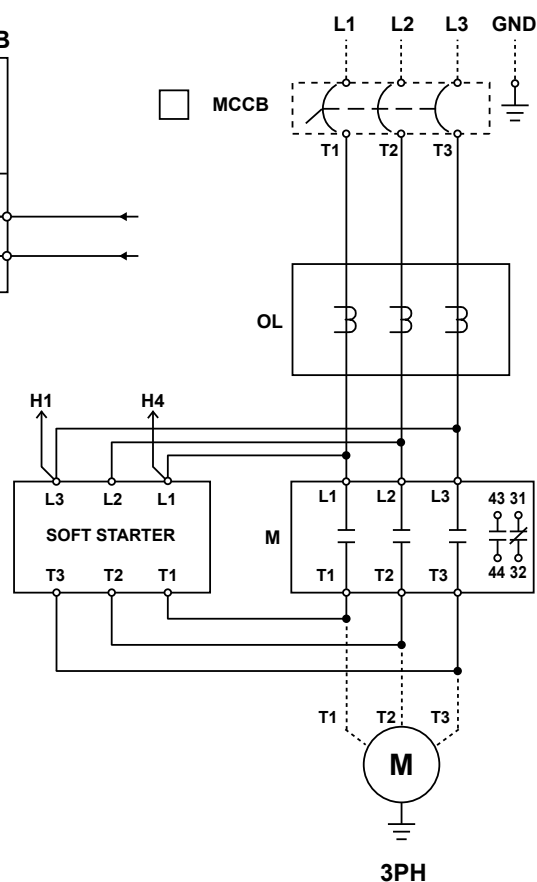 L1 L2 L3 GND
B
MCCB
T1 T2 T3
OL
H1 H4
L3 L2 L1
SOFT STARTER
T3 T2 T1
M
L1 L2 L3 43 31
T1 T2 T3 44 32
T1 T2 T3
M
3PH